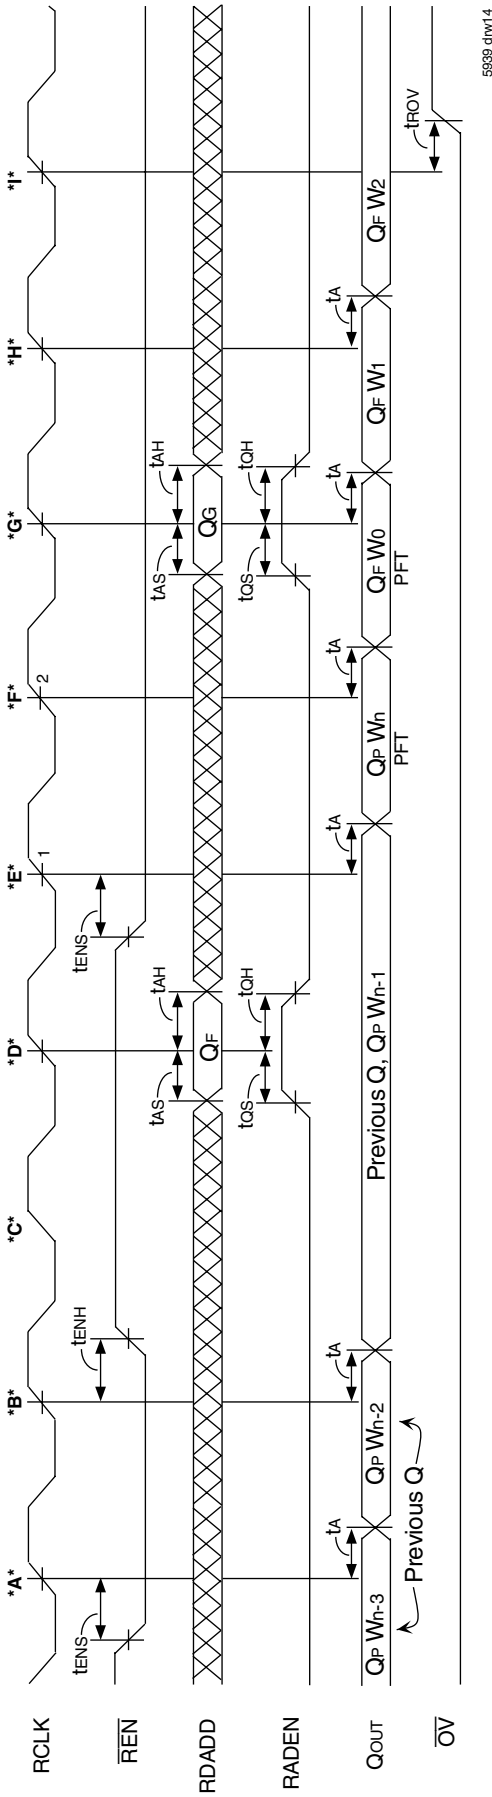 *A* *B* *C* *D* *E* *F* *G* *H* *I*
RCLK 1 2
REN tENS tENH tENS
RDADD tAS QF tAH tAS QG tAH
RADEN tQS tQH tQS tQH
QOUT QP Wn-3 tA QP Wn-2 tA Previous Q, QP Wn-1 tA QP Wn tA QF W0 tA QF W1 tA QF W2
Previous Q PFT PFT
OV tROV
5939 drw14